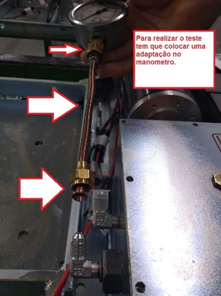 Para realizar o teste
tem que colocar uma
adaptação no
manometro.